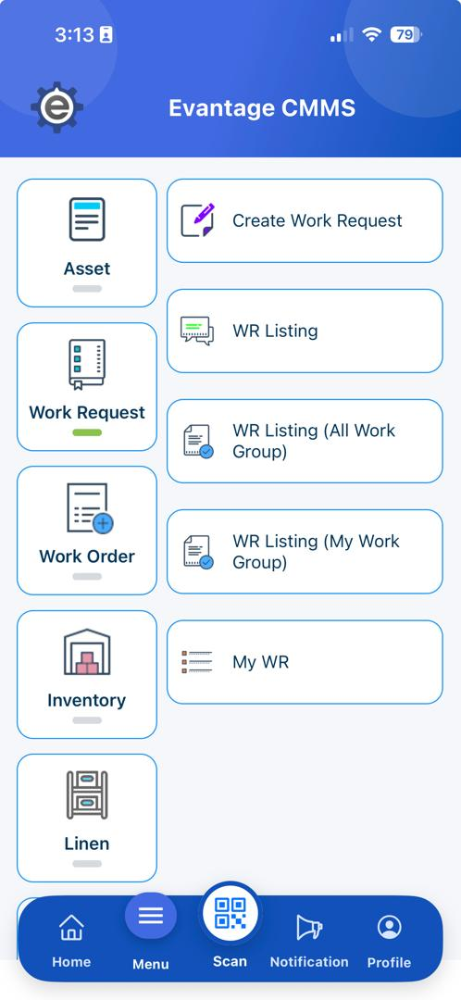 3:13
79
e
Evantage CMMS
Asset
Work Request
Work Order
Inventory
Linen
Create Work Request
WR Listing
WR Listing (All Work
Group)
WR Listing (My Work
Group)
My WR
Home
Menu
Scan
Notification
Profile